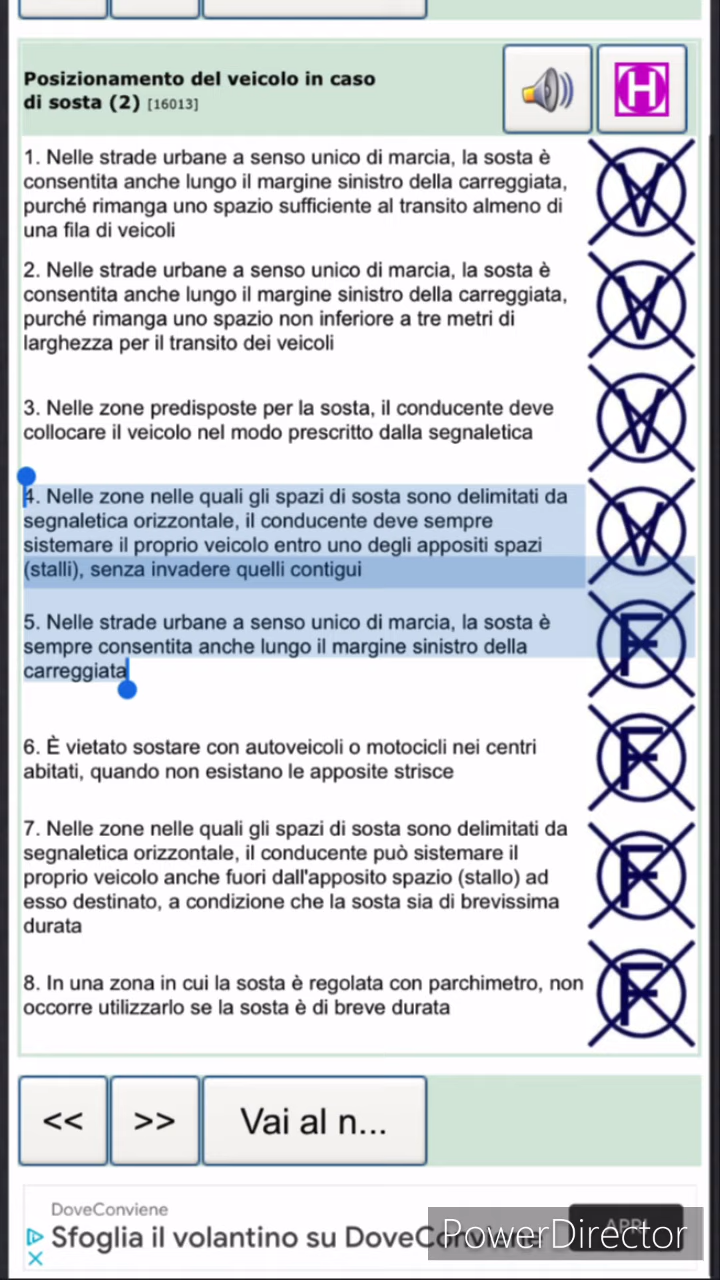 Posizionamento del veicolo in caso
di sosta (2) [16013]
H
1. Nelle strade urbane a senso unico di marcia, la sosta è
consentita anche lungo il margine sinistro della carreggiata,
purché rimanga uno spazio sufficiente al transito almeno di
una fila di veicoli
V
2. Nelle strade urbane a senso unico di marcia, la sosta è
consentita anche lungo il margine sinistro della carreggiata,
purché rimanga uno spazio non inferiore a tre metri di
larghezza per il transito dei veicoli
V
3. Nelle zone predisposte per la sosta, il conducente deve
collocare il veicolo nel modo prescritto dalla segnaletica
V
4. Nelle zone nelle quali gli spazi di sosta sono delimitati da
segnaletica orizzontale, il conducente deve sempre
sistemare il proprio veicolo entro uno degli appositi spazi
(stalli), senza invadere quelli contigui
V
5. Nelle strade urbane a senso unico di marcia, la sosta è
sempre consentita anche lungo il margine sinistro della
carreggiata
F
6. È vietato sostare con autoveicoli o motocicli nei centri
abitati, quando non esistano le apposite strisce
F
7. Nelle zone nelle quali gli spazi di sosta sono delimitati da
segnaletica orizzontale, il conducente può sistemare il
proprio veicolo anche fuori dall'apposito spazio (stallo) ad
esso destinato, a condizione che la sosta sia di brevissima
durata
F
8. In una zona in cui la sosta è regolata con parchimetro, non
occorre utilizzarlo se la sosta è di breve durata
F
<< >> Vai al n...
DoveConviene
Sfoglia il volantino su DoveConviene
APRI
PowerDirector